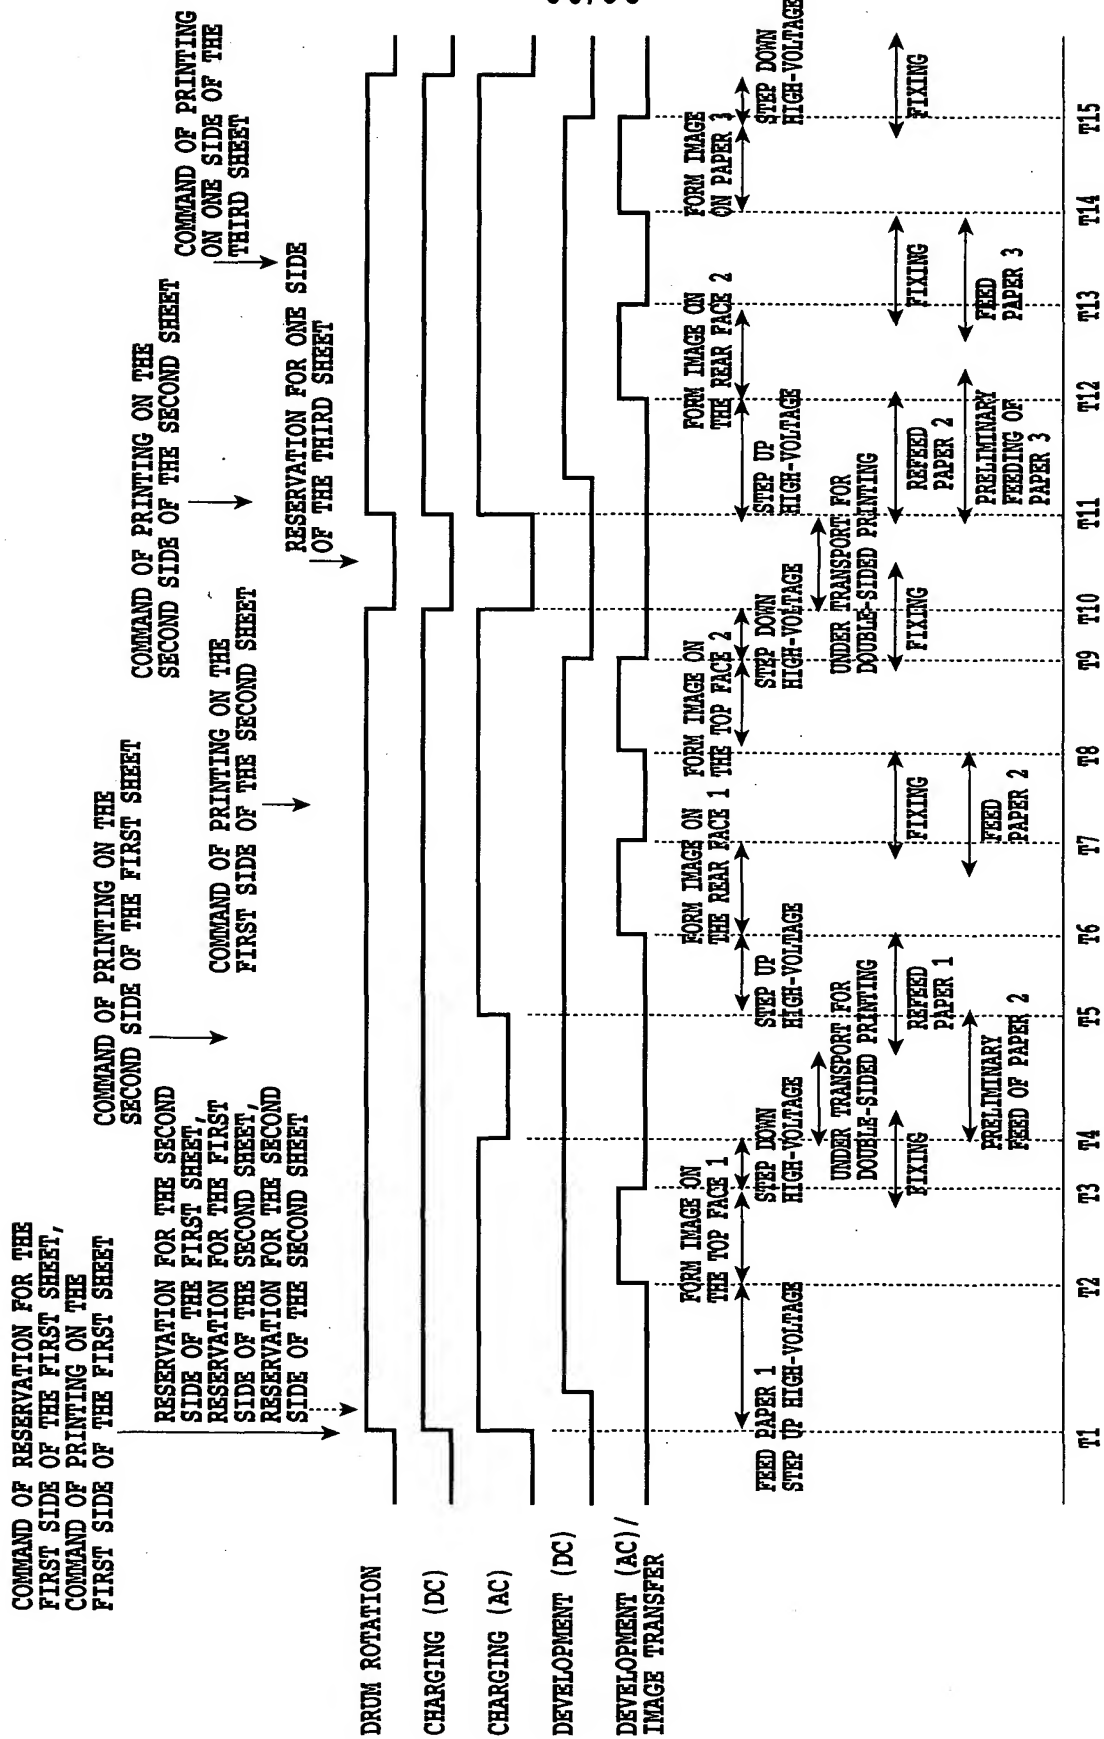 COMMAND OF RESERVATION FOR THE
FIRST SIDE OF THE FIRST SHEET,
COMMAND OF PRINTING ON THE
FIRST SIDE OF THE FIRST SHEET
COMMAND OF PRINTING ON THE
SECOND SIDE OF THE FIRST SHEET
COMMAND OF PRINTING ON THE
SECOND SIDE OF THE SECOND SHEET
COMMAND OF PRINTING
ON ONE SIDE OF THE
THIRD SHEET
RESERVATION FOR THE SECOND
SIDE OF THE FIRST SHEET,
RESERVATION FOR THE FIRST
SIDE OF THE SECOND SHEET,
RESERVATION FOR THE SECOND
SIDE OF THE SECOND SHEET
COMMAND OF PRINTING ON THE
FIRST SIDE OF THE SECOND SHEET
RESERVATION FOR ONE SIDE
OF THE THIRD SHEET
DRUM ROTATION
CHARGING (DC)
CHARGING (AC)
DEVELOPMENT (DC)
DEVELOPMENT (AC)/
IMAGE TRANSFER
FORM IMAGE ON
THE TOP FACE 1
FORM IMAGE ON
THE REAR FACE 1
FORM IMAGE ON
THE TOP FACE 2
FORM IMAGE ON
THE REAR FACE 2
FORM IMAGE
ON PAPER 3
FEED PAPER 1
STEP UP HIGH-VOLTAGE
STEP DOWN
HIGH-VOLTAGE
STEP UP
HIGH-VOLTAGE
STEP DOWN
HIGH-VOLTAGE
STEP UP
HIGH-VOLTAGE
STEP DOWN
HIGH-VOLTAGE
UNDER TRANSPORT FOR
DOUBLE-SIDED PRINTING
UNDER TRANSPORT FOR
DOUBLE-SIDED PRINTING
FIXING
REFEED
PAPER 1
FIXING
FIXING
REFEED
PAPER 2
FIXING
FIXING
PRELIMINARY
FEED OF PAPER 2
FEED
PAPER 2
PRELIMINARY
FEEDING OF
PAPER 3
FEED
PAPER 3
T1
T2
T3
T4
T5
T6
T7
T8
T9
T10
T11
T12
T13
T14
T15